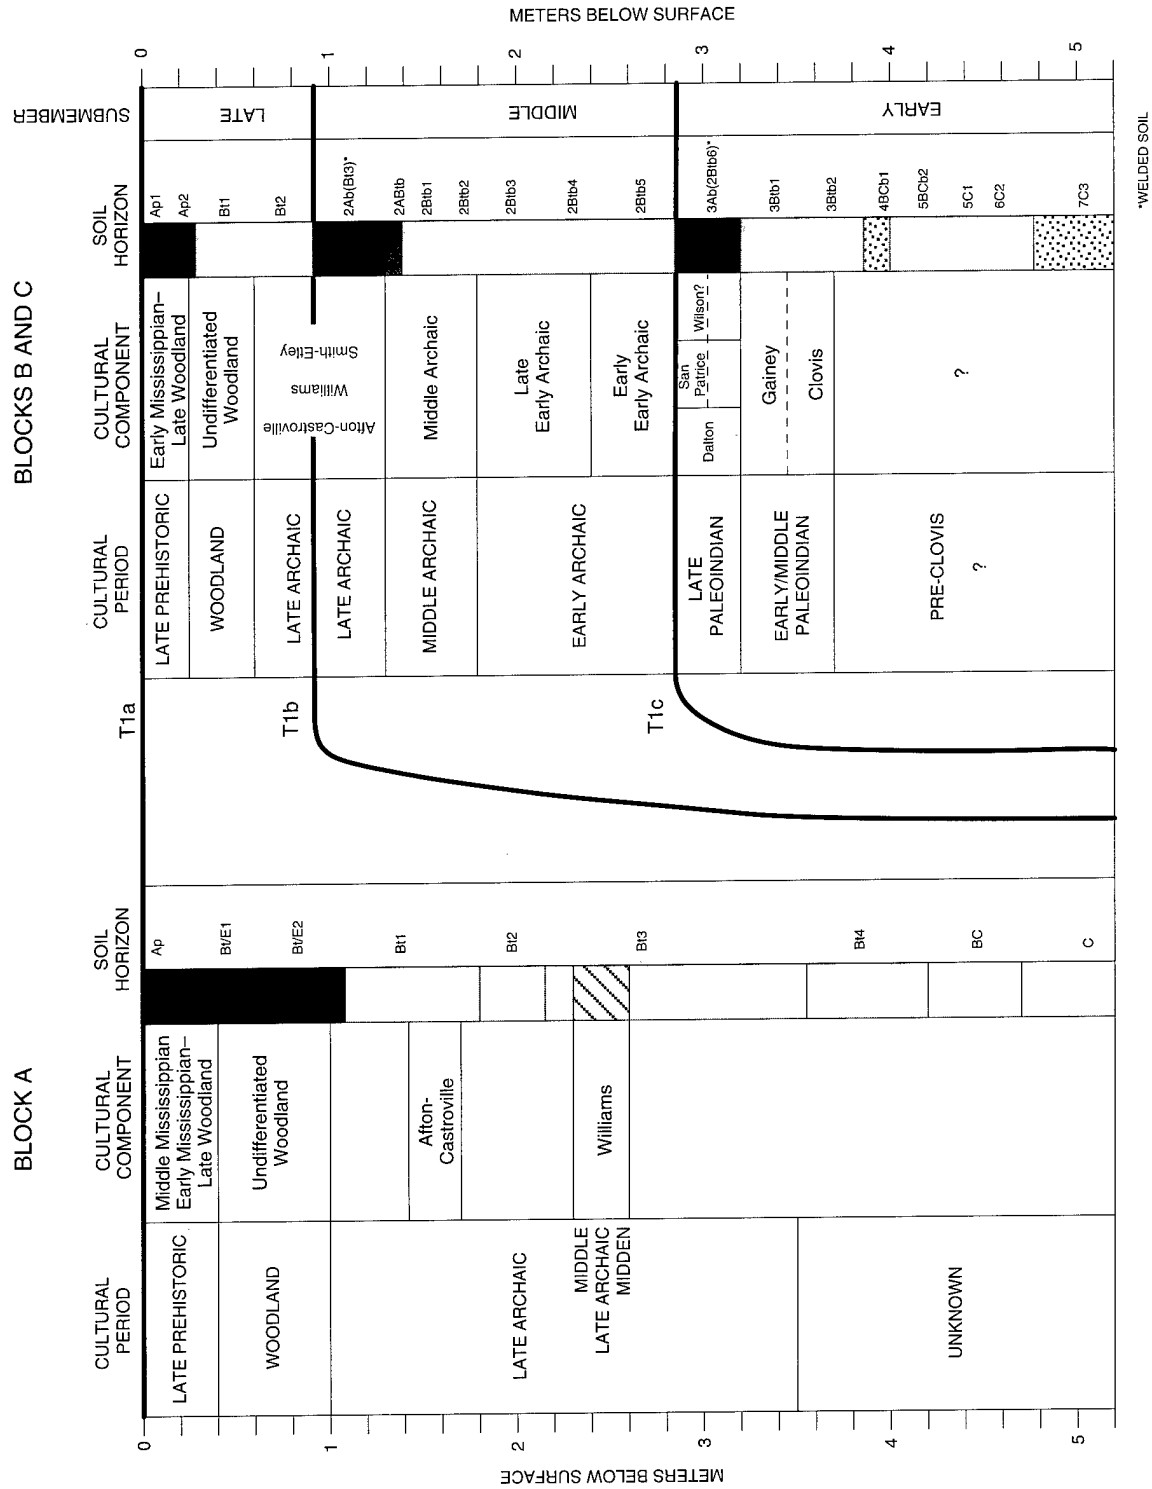 BLOCK A
BLOCKS B AND C
METERS BELOW SURFACE
0
1
2
3
4
5
CULTURAL
PERIOD
LATE PREHISTORIC
WOODLAND
LATE ARCHAIC
MIDDLE
LATE ARCHAIC
MIDDEN
UNKNOWN
CULTURAL
COMPONENT
Middle Mississippian
Early Mississippian–
Late Woodland
Undifferentiated
Woodland
Afton-
Castroville
Williams
SOIL
HORIZON
Ap
Bt/E1
Bt/E2
Bt1
Bt2
Bt3
Bt4
BC
C
T1a
T1b
T1c
CULTURAL
PERIOD
LATE PREHISTORIC
WOODLAND
LATE ARCHAIC
LATE ARCHAIC
MIDDLE ARCHAIC
EARLY ARCHAIC
LATE
PALEOINDIAN
EARLY/MIDDLE
PALEOINDIAN
PRE-CLOVIS
?
CULTURAL
COMPONENT
Early Mississippian–
Late Woodland
Undifferentiated
Woodland
Afton-Castroville
Williams
Smith-Etley
Middle Archaic
Late
Early Archaic
Early
Early Archaic
Dalton
San
Patrice
Wilson?
Gainey
Clovis
?
SOIL
HORIZON
Ap1
Ap2
Bt1
Bt2
2Ab(Bt3)*
2ABtb
2Btb1
2Btb2
2Btb3
2Btb4
2Btb5
3Ab(2Btb6)*
3Btb1
3Btb2
4BCb1
5BCb2
5C1
6C2
7C3
SUBMEMBER
LATE
MIDDLE
EARLY
METERS BELOW SURFACE
0
1
2
3
4
5
*WELDED SOIL